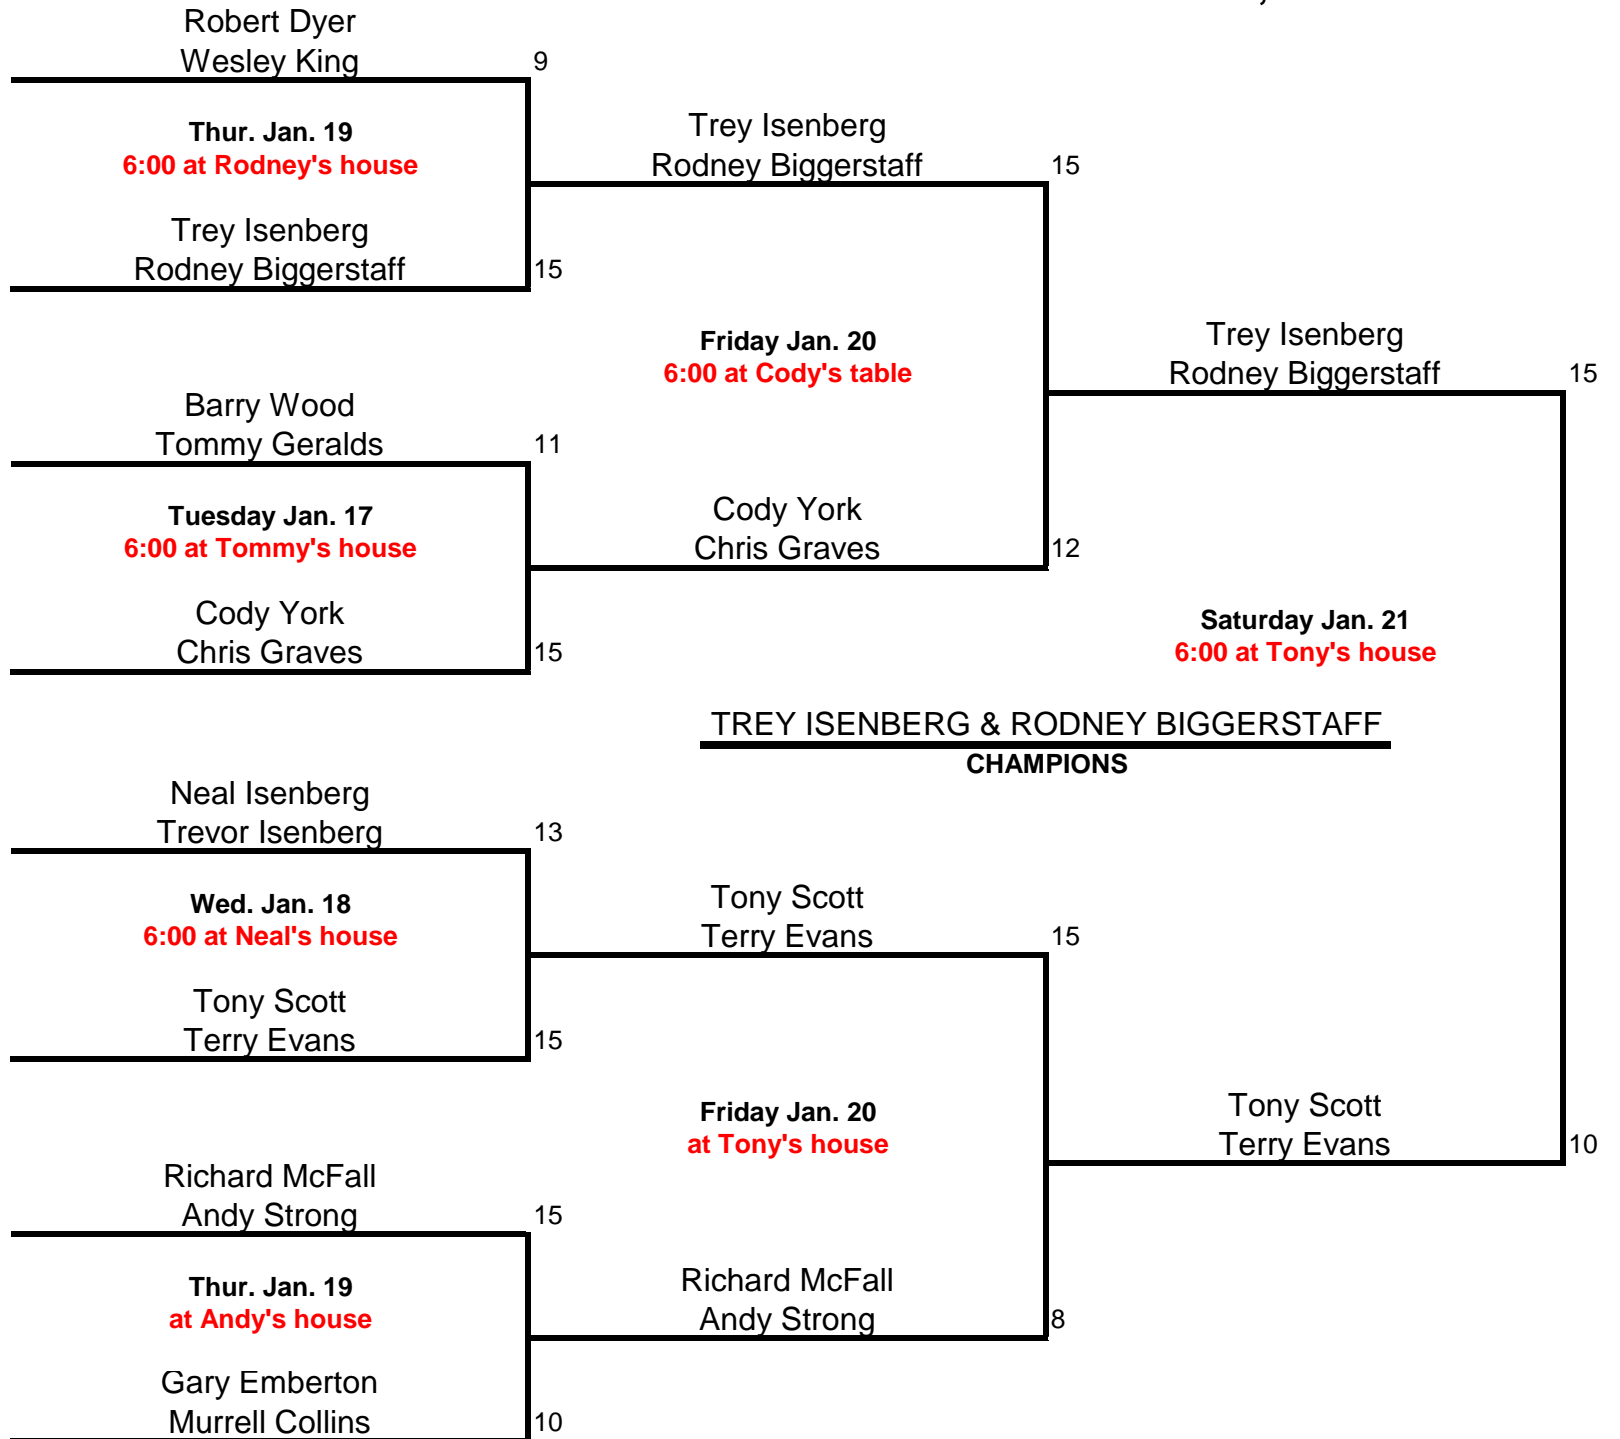 Robert Dyer
Wesley King
9
Thur. Jan. 19
6:00 at Rodney's house
Trey Isenberg
Rodney Biggerstaff
15
Trey Isenberg
Rodney Biggerstaff
15
Barry Wood
Tommy Geralds
11
Tuesday Jan. 17
6:00 at Tommy's house
Cody York
Chris Graves
15
Friday Jan. 20
6:00 at Cody's table
Cody York
Chris Graves
12
Trey Isenberg
Rodney Biggerstaff
15
Saturday Jan. 21
6:00 at Tony's house
TREY ISENBERG & RODNEY BIGGERSTAFF
CHAMPIONS
Neal Isenberg
Trevor Isenberg
13
Wed. Jan. 18
6:00 at Neal's house
Tony Scott
Terry Evans
15
Tony Scott
Terry Evans
15
Friday Jan. 20
at Tony's house
Tony Scott
Terry Evans
10
Richard McFall
Andy Strong
15
Thur. Jan. 19
at Andy's house
Richard McFall
Andy Strong
8
Gary Emberton
Murrell Collins
10